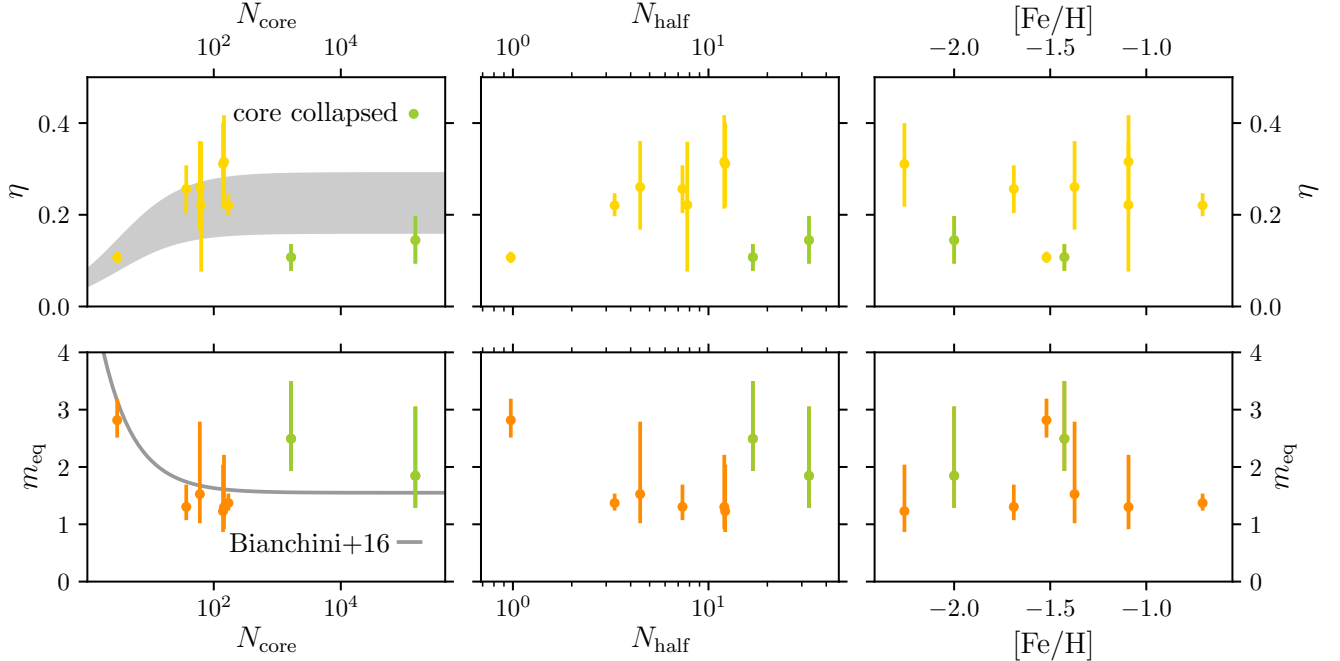 N_core N_half [Fe/H]
10^2 10^4 10^0 10^1 −2.0 −1.5 −1.0
0.4 core collapsed 0.4
η 0.2 0.2 η
0.0 0.0
4 4
3 3
m_eq 2 2 m_eq
1 1
Bianchini+16
0 0
10^2 10^4 10^0 10^1 −2.0 −1.5 −1.0
N_core N_half [Fe/H]